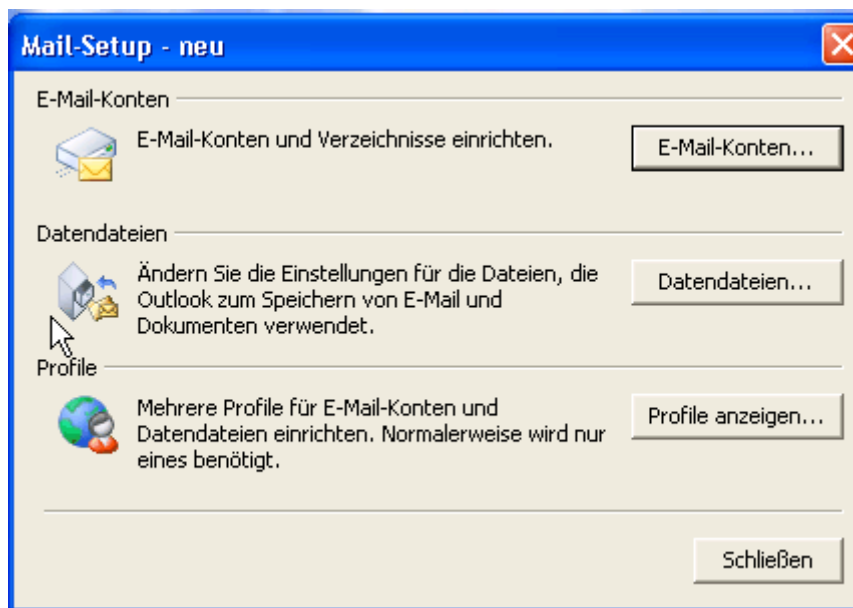 Mail-Setup - neu
E-Mail-Konten
E-Mail-Konten und Verzeichnisse einrichten.
E-Mail-Konten...
Datendateien
Ändern Sie die Einstellungen für die Dateien, die
Outlook zum Speichern von E-Mail und
Dokumenten verwendet.
Datendateien...
Profile
Mehrere Profile für E-Mail-Konten und
Datendateien einrichten. Normalerweise wird nur
eines benötigt.
Profile anzeigen...
Schließen